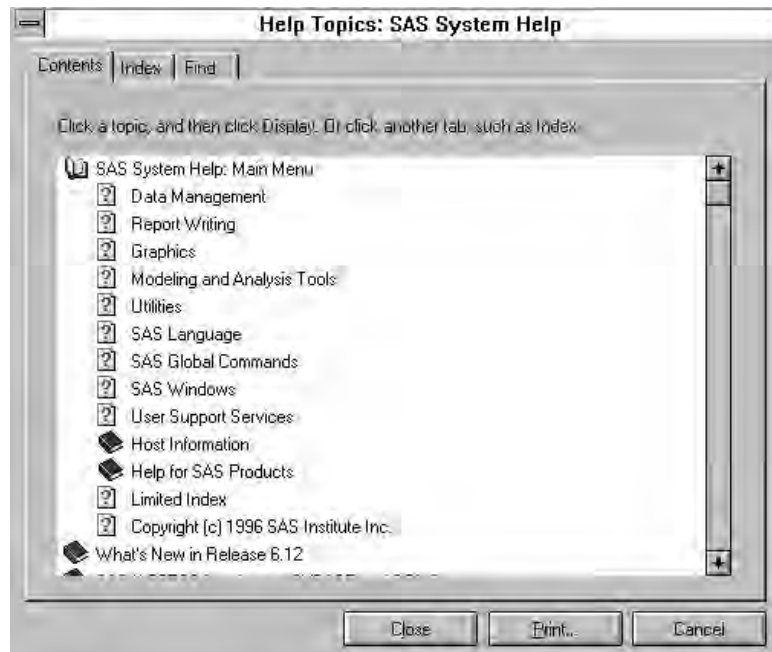 Help Topics: SAS System Help
Contents Index Find
Click a topic, and then click Display. Or click another tab, such as Index.
SAS System Help: Main Menu
Data Management
Report Writing
Graphics
Modeling and Analysis Tools
Utilities
SAS Language
SAS Global Commands
SAS Windows
User Support Services
Host Information
Help for SAS Products
Limited Index
Copyright (c) 1996 SAS Institute Inc.
What's New in Release 6.12
Close Print... Cancel